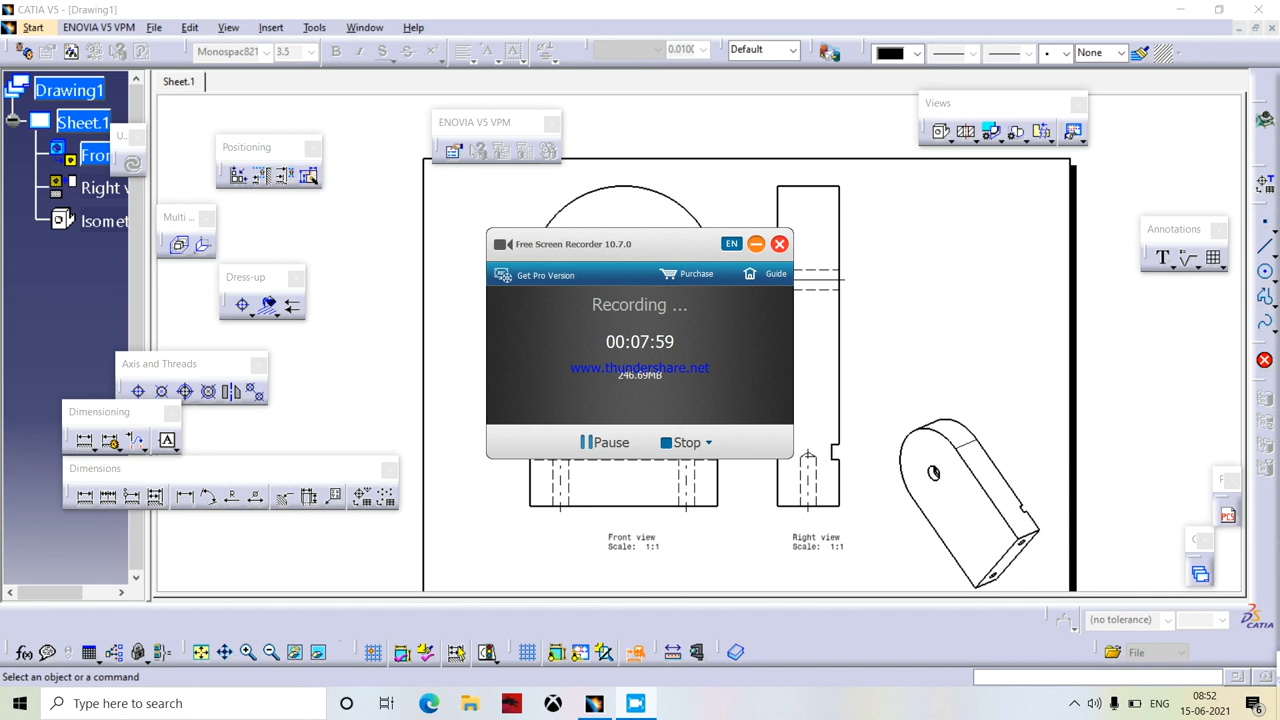 CATIA V5 - [Drawing1]
Start
ENOVIA V5 VPM
File
Edit
View
Insert
Tools
Window
Help
Monospac821
3.5
B
I
S
S
A
0.0100
Default
None
Drawing1
Sheet.1
Fron
Right v
Isomet
Sheet.1
U..
Positioning
ENOVIA V5 VPM
Views
Multi ...
Annotations
T
Dress-up
Axis and Threads
Dimensioning
A
Dimensions
Free Screen Recorder 10.7.0
EN
Get Pro Version
Purchase
Guide
Recording ...
00:07:59
www.thundershare.net
246.69MB
Pause
Stop
Front view
Scale: 1:1
Right view
Scale: 1:1
F
PCS
(no tolerance)
CATIA
f(x)
File
Select an object or a command
Type here to search
ENG
08:52
15-06-2021
6